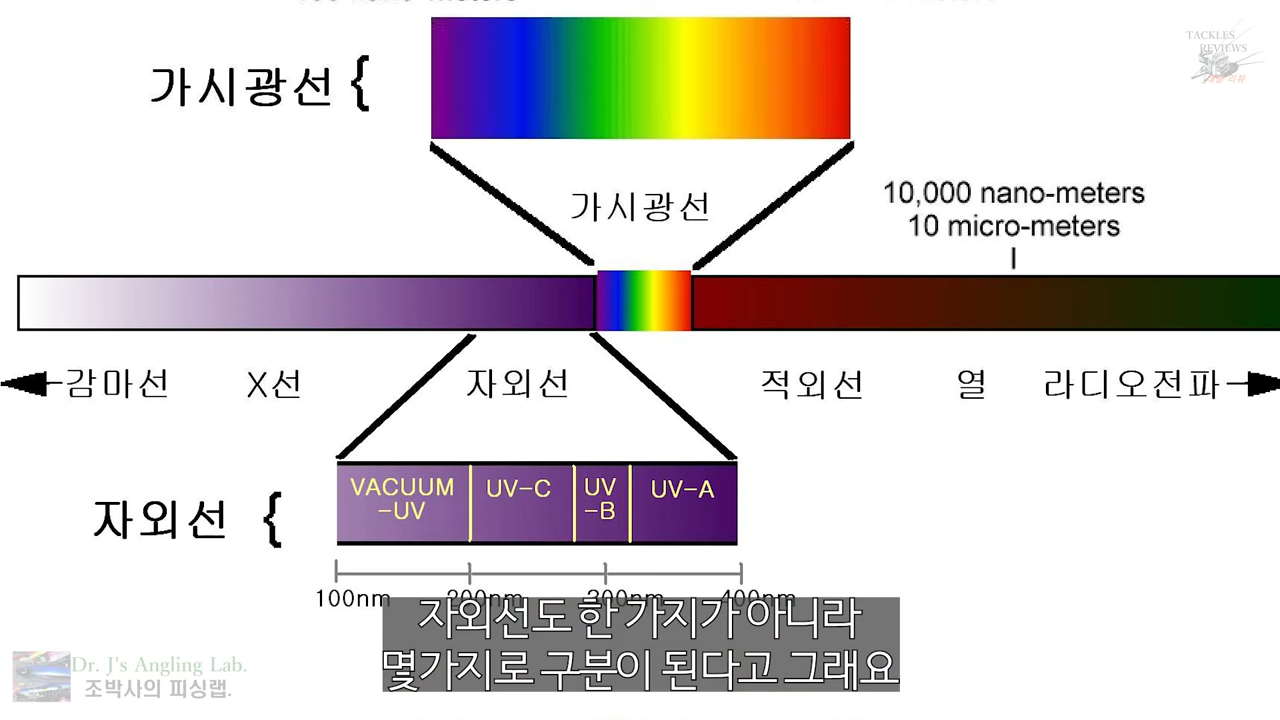 TACKLES
REVIEWS
가시광선 {
가시광선
10,000 nano-meters
10 micro-meters
감마선 X선 자외선 적외선 열 라디오전파
VACUUM
-UV
UV-C
UV
-B
UV-A
자외선 {
100nm 200nm 300nm 400nm
자외선도 한 가지가 아니라
몇가지로 구분이 된다고 그래요
Dr. J's Angling Lab.
조박사의 피싱랩.